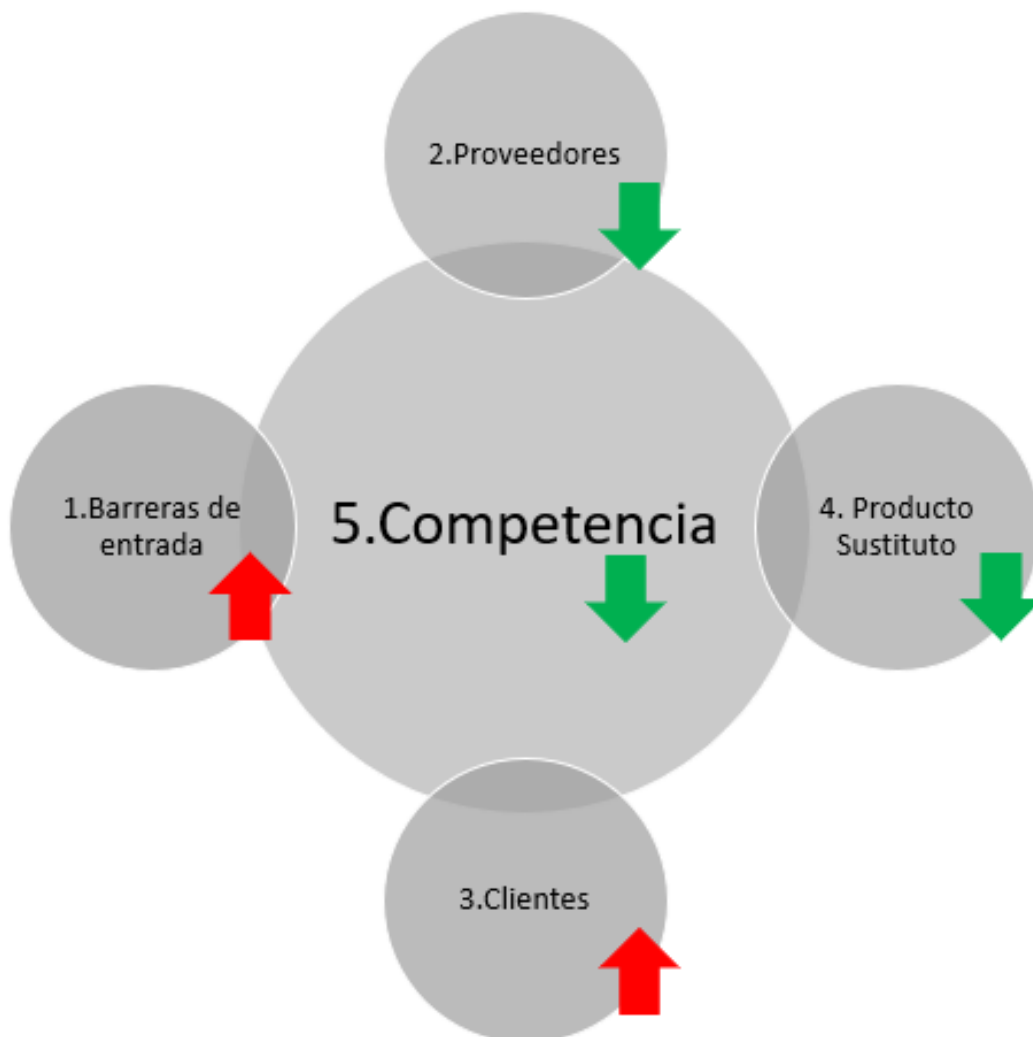 2.Proveedores
1.Barreras de
entrada
5.Competencia
4. Producto
Sustituto
3.Clientes